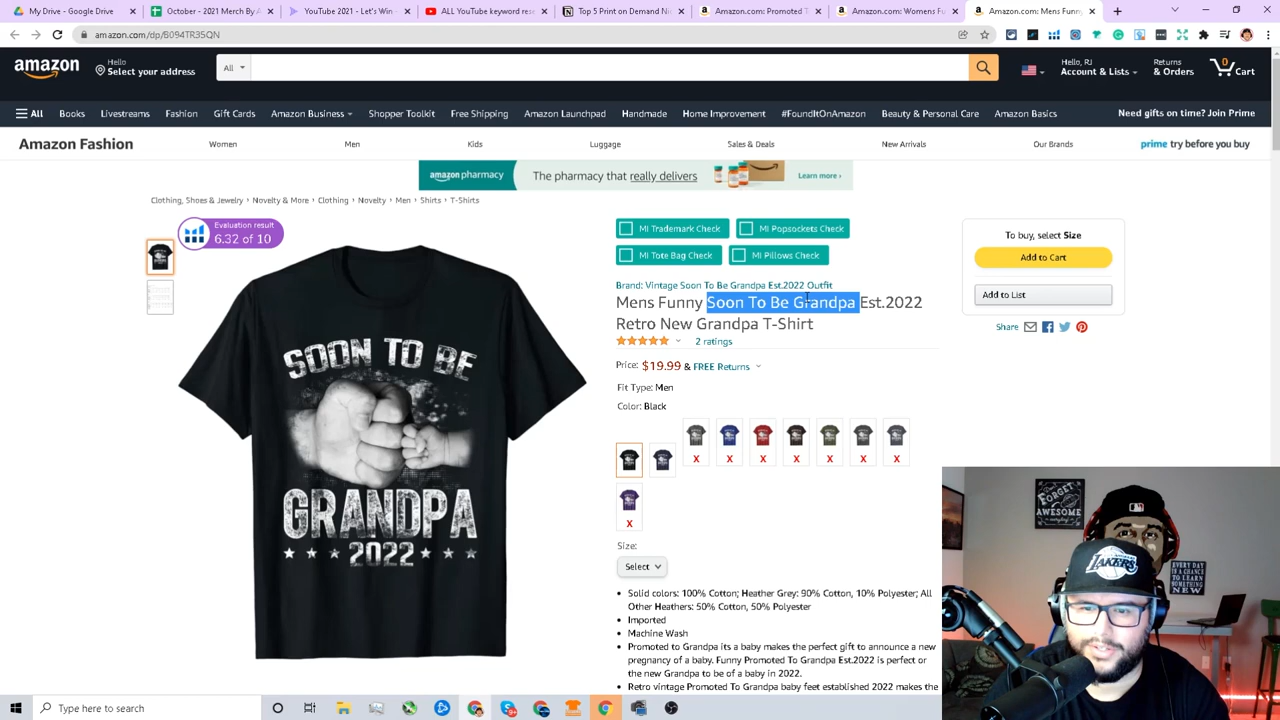 My Drive - Google Drive
October - 2021 Merch By A
YouTube 2021 - Let's Win
ALL YouTube keyword rese
Top 5 Print on Demand Ni
Amazon.com: Promoted T
Amazon.com: Womens Fu
Amazon.com: Mens Funny
amazon.com/dp/B094TR35QN
amazon
Hello
Select your address
All
Hello, RJ
Account & Lists
Returns
& Orders
0
Cart
All
Books
Livestreams
Fashion
Gift Cards
Amazon Business
Shopper Toolkit
Free Shipping
Amazon Launchpad
Handmade
Home Improvement
#FoundItOnAmazon
Beauty & Personal Care
Amazon Basics
Need gifts on time? Join Prime
Amazon Fashion
Women
Men
Kids
Luggage
Sales & Deals
New Arrivals
Our Brands
prime try before you buy
amazon pharmacy
The pharmacy that really delivers
Learn more ›
Clothing, Shoes & Jewelry › Novelty & More › Clothing › Novelty › Men › Shirts › T-Shirts
Evaluation result
6.32 of 10
MI Trademark Check
MI Popsockets Check
MI Tote Bag Check
MI Pillows Check
Brand: Vintage Soon To Be Grandpa Est.2022 Outfit
Mens Funny Soon To Be Grandpa Est.2022
Retro New Grandpa T-Shirt
2 ratings
Price: $19.99 & FREE Returns
Fit Type: Men
Color: Black
X X X X X X X
X
Size:
Select
To buy, select Size
Add to Cart
Add to List
Share
SOON TO BE
GRANDPA
2022
• Solid colors: 100% Cotton; Heather Grey: 90% Cotton, 10% Polyester; All
Other Heathers: 50% Cotton, 50% Polyester
• Imported
• Machine Wash
• Promoted to Grandpa its a baby makes the perfect gift to announce a new
pregnancy of a baby. Funny Promoted To Grandpa Est.2022 is perfect or
the new Grandpa to be of a baby in 2022.
• Retro vintage Promoted To Grandpa baby feet established 2022 makes the
FORGET
AWESOME
LAKERS
EVERY DAY
IS A CHANCE
TO LEARN
SOMETHING
NEW
Type here to search